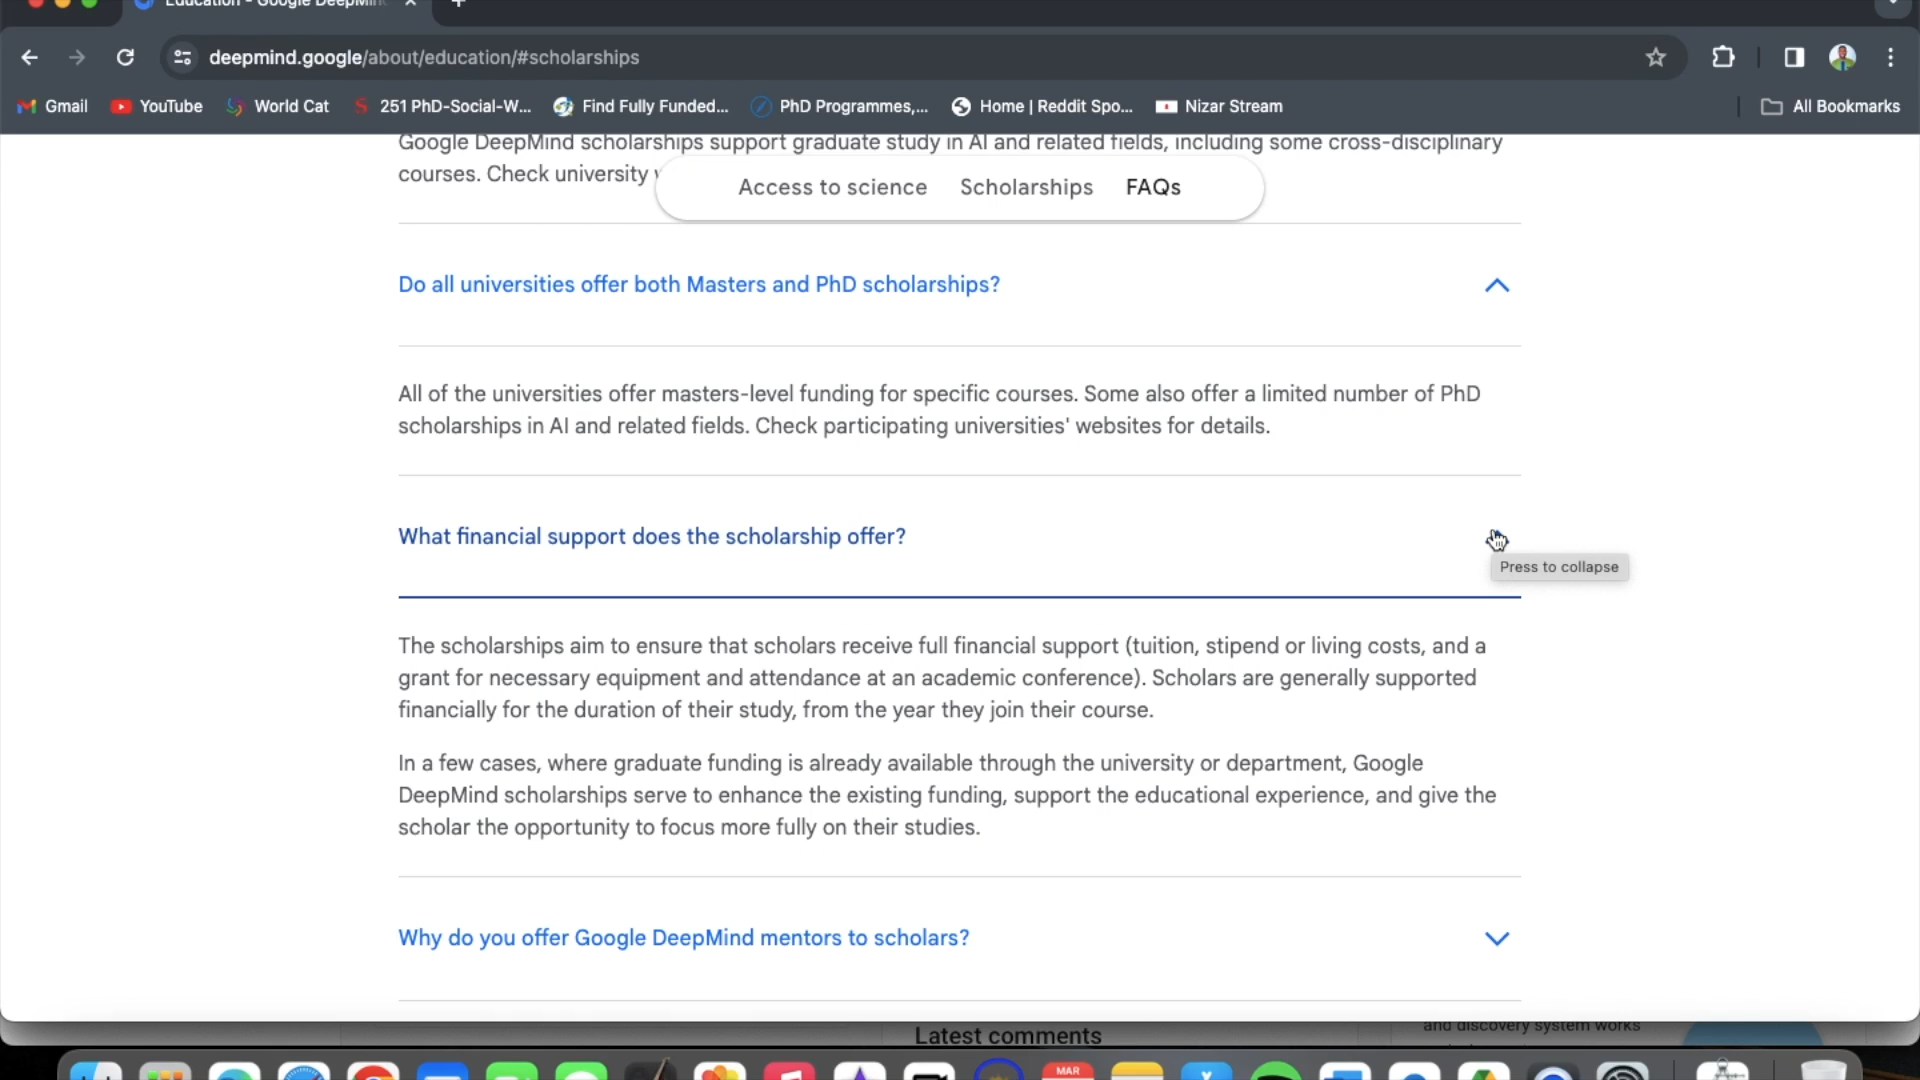 Education - Google DeepMin
deepmind.google/about/education/#scholarships
Gmail YouTube World Cat 251 PhD-Social-W... Find Fully Funded... PhD Programmes,... Home | Reddit Spo... Nizar Stream All Bookmarks
Google DeepMind scholarships support graduate study in AI and related fields, including some cross-disciplinary
courses. Check university
Access to science Scholarships FAQs
Do all universities offer both Masters and PhD scholarships?
All of the universities offer masters-level funding for specific courses. Some also offer a limited number of PhD
scholarships in AI and related fields. Check participating universities' websites for details.
What financial support does the scholarship offer?
Press to collapse
The scholarships aim to ensure that scholars receive full financial support (tuition, stipend or living costs, and a
grant for necessary equipment and attendance at an academic conference). Scholars are generally supported
financially for the duration of their study, from the year they join their course.
In a few cases, where graduate funding is already available through the university or department, Google
DeepMind scholarships serve to enhance the existing funding, support the educational experience, and give the
scholar the opportunity to focus more fully on their studies.
Why do you offer Google DeepMind mentors to scholars?
and discovery system works
Latest comments
MAR